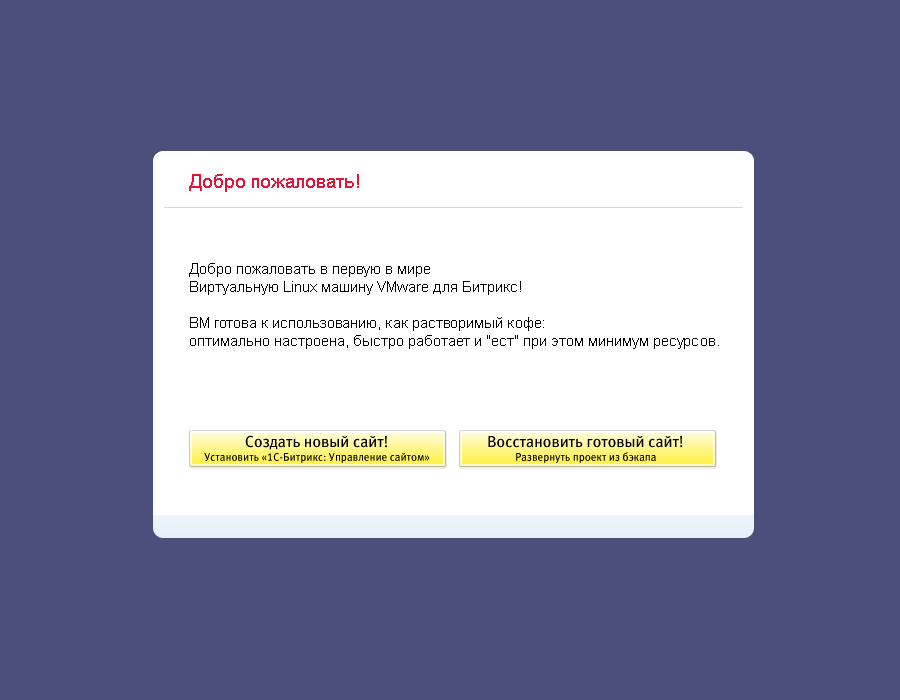 Добро пожаловать!
Добро пожаловать в первую в мире
Виртуальную Linux машину VMware для Битрикс!
ВМ готова к использованию, как растворимый кофе:
оптимально настроена, быстро работает и "ест" при этом минимум ресурсов.
Создать новый сайт!
Установить «1С-Битрикс: Управление сайтом»
Восстановить готовый сайт!
Развернуть проект из бэкапа